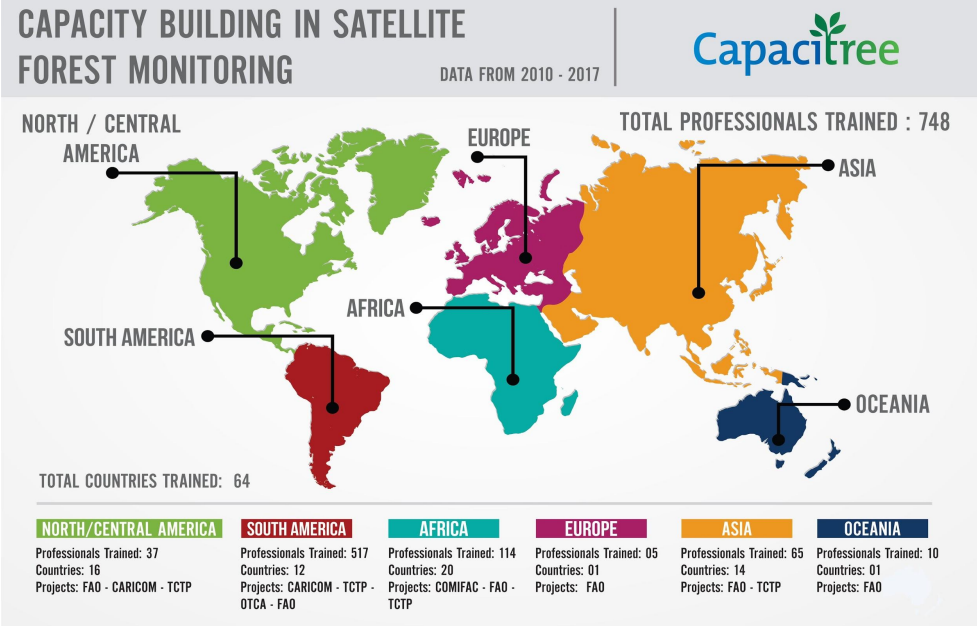 CAPACITY BUILDING IN SATELLITE
FOREST MONITORING
DATA FROM 2010 - 2017
Capacitree
NORTH / CENTRAL
AMERICA
EUROPE
TOTAL PROFESSIONALS TRAINED : 748
ASIA
AFRICA
SOUTH AMERICA
OCEANIA
TOTAL COUNTRIES TRAINED: 64
NORTH/CENTRAL AMERICA
Professionals Trained: 37
Countries: 16
Projects: FAO - CARICOM - TCTP
SOUTH AMERICA
Professionals Trained: 517
Countries: 12
Projects: CARICOM - TCTP -
OTCA - FAO
AFRICA
Professionals Trained: 114
Countries: 20
Projects: COMIFAC - FAO -
TCTP
EUROPE
Professionals Trained: 05
Countries: 01
Projects: FAO
ASIA
Professionals Trained: 65
Countries: 14
Projects: FAO - TCTP
OCEANIA
Professionals Trained: 10
Countries: 01
Projects: FAO